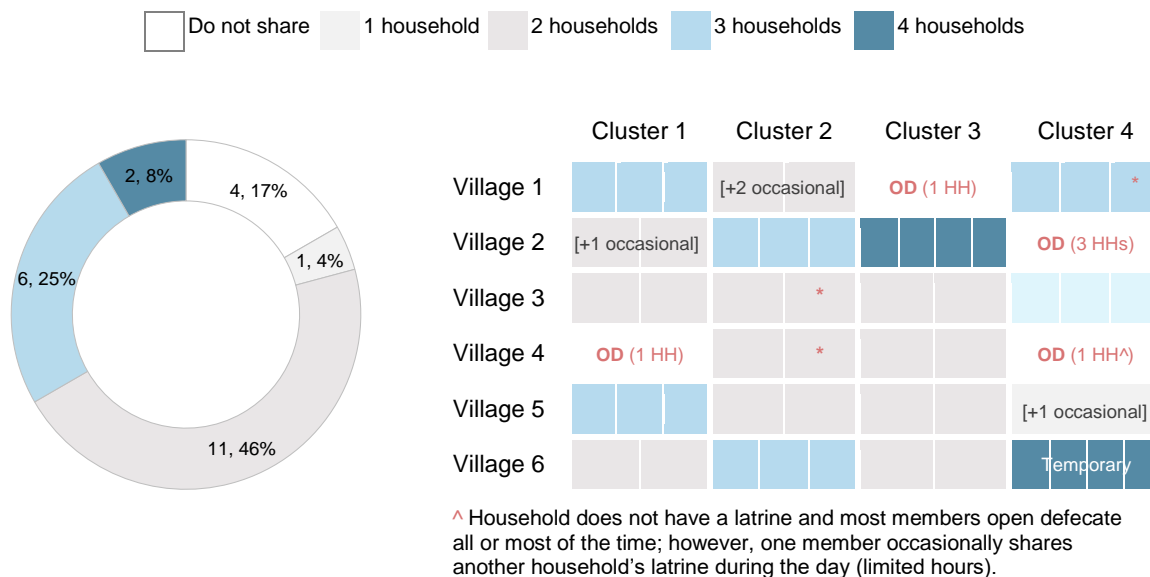 Do not share 1 household 2 households 3 households 4 households
2, 8%
4, 17%
1, 4%
6, 25%
11, 46%
Cluster 1 Cluster 2 Cluster 3 Cluster 4
Village 1 [+2 occasional] OD (1 HH) *
Village 2 [+1 occasional] OD (3 HHs)
Village 3 *
Village 4 OD (1 HH) * OD (1 HH^)
Village 5 [+1 occasional]
Village 6 Temporary
^ Household does not have a latrine and most members open defecate
all or most of the time; however, one member occasionally shares
another household's latrine during the day (limited hours).